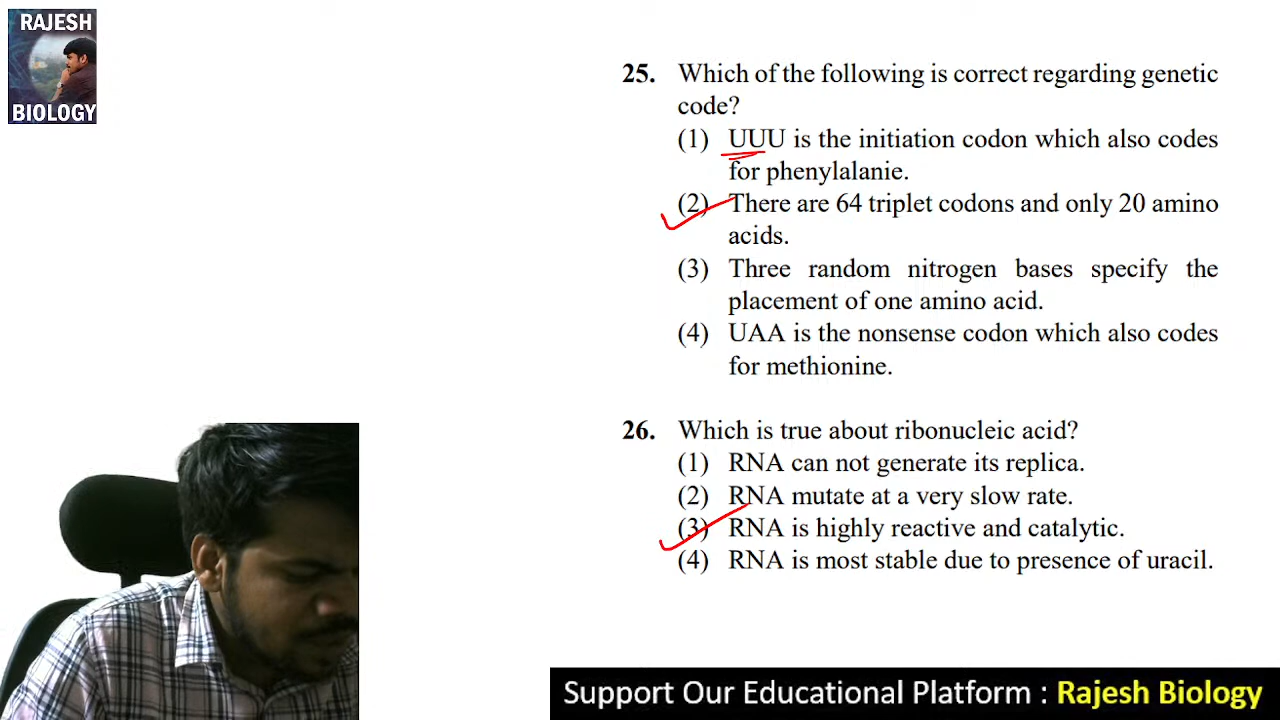 RAJESH
BIOLOGY
25. Which of the following is correct regarding genetic
code?
(1) UUU is the initiation codon which also codes
for phenylalanie.
(2) There are 64 triplet codons and only 20 amino
acids.
(3) Three random nitrogen bases specify the
placement of one amino acid.
(4) UAA is the nonsense codon which also codes
for methionine.
26. Which is true about ribonucleic acid?
(1) RNA can not generate its replica.
(2) RNA mutate at a very slow rate.
(3) RNA is highly reactive and catalytic.
(4) RNA is most stable due to presence of uracil.
Support Our Educational Platform : Rajesh Biology